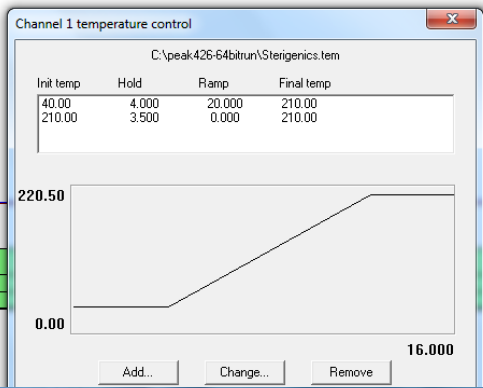 Channel 1 temperature control
C:\peak426-64bitrun\Sterigenics.tem
Init temp Hold Ramp Final temp
40.00 4.000 20.000 210.00
210.00 3.500 0.000 210.00
220.50
0.00
16.000
Add... Change... Remove